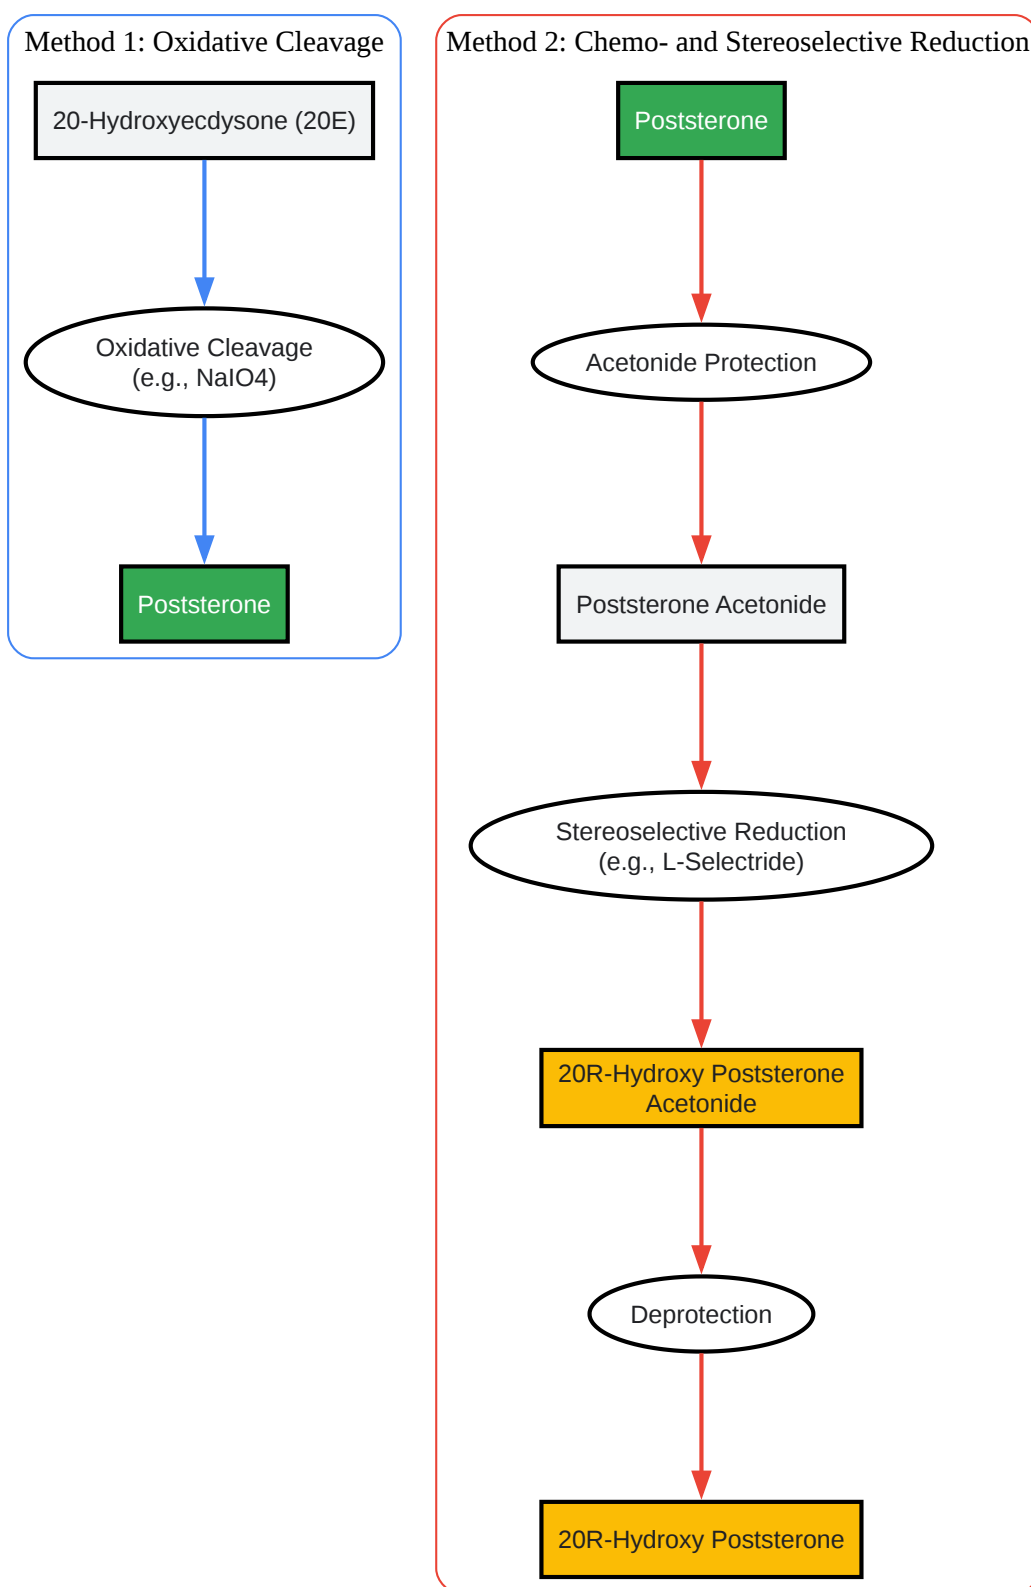 Method 1: Oxidative Cleavage
20-Hydroxyecdysone (20E)
Oxidative Cleavage
(e.g., NaIO4)
Poststerone
Method 2: Chemo- and Stereoselective Reduction
Poststerone
Acetonide Protection
Poststerone Acetonide
Stereoselective Reduction
(e.g., L-Selectride)
20R-Hydroxy Poststerone
Acetonide
Deprotection
20R-Hydroxy Poststerone